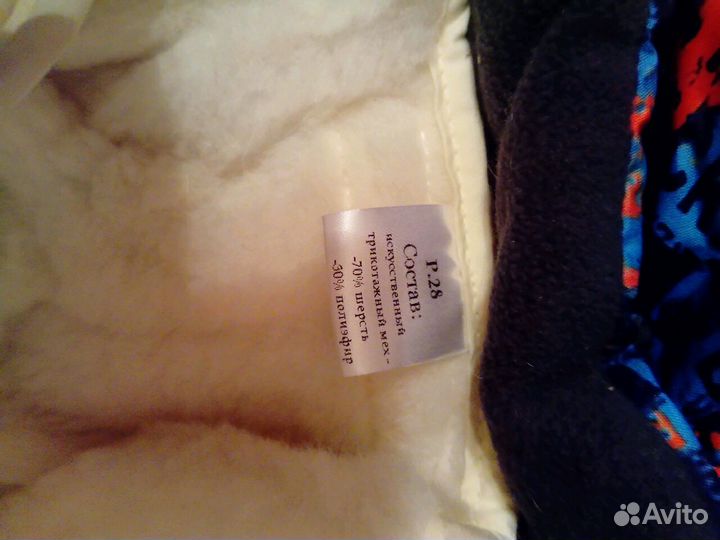 Р.28
Состав:
искусственный
трикотажный мех -
-70% шерсть
-30% полиэфир
Avito